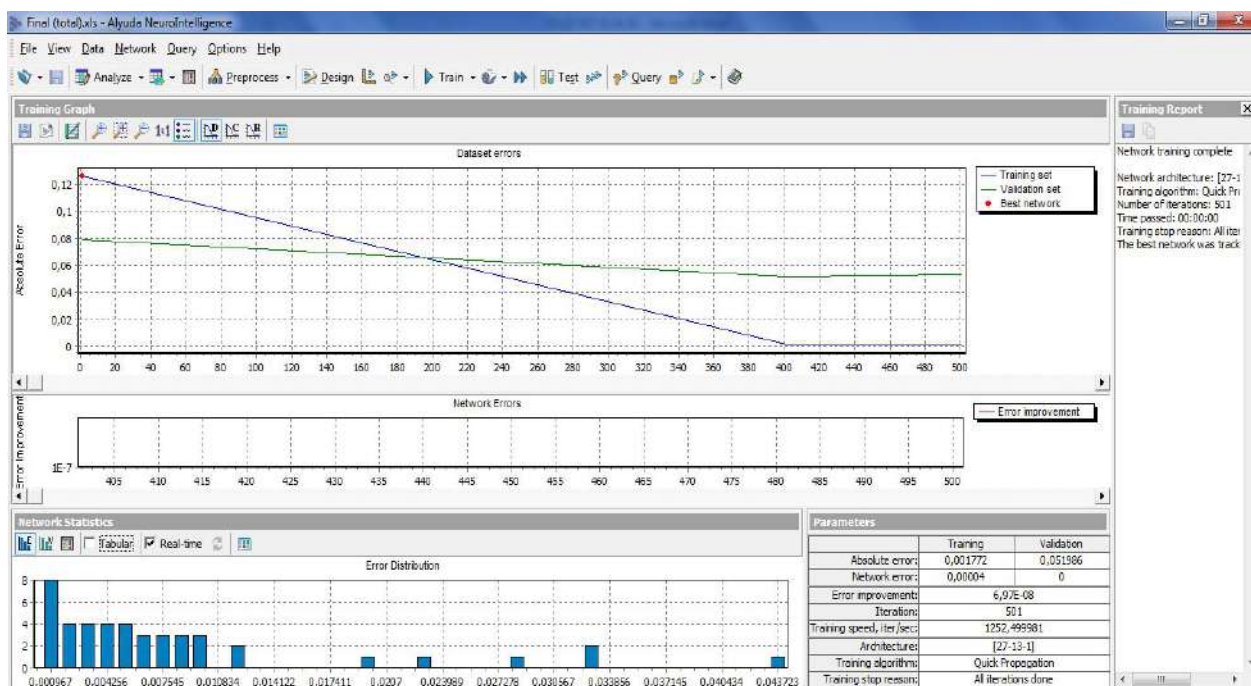 Final (total).xls - Alyuda NeuroIntelligence
File View Data Network Query Options Help
Analyze Preprocess Design Train Test Query
Training Graph
1:1
Dataset errors
Absolute Error
0,12
0,1
0,08
0,06
0,04
0,02
0
0 20 40 60 80 100 120 140 160 180 200 220 240 260 280 300 320 340 360 380 400 420 440 460 480 500
Training set
Validation set
Best network
Network Errors
Error Improvement
1E-7
405 410 415 420 425 430 435 440 445 450 455 460 465 470 475 480 485 490 495 500
Error improvement
Network Statistics
Tabular Real-time
Error Distribution
8
6
4
2
0
0.000967 0.004256 0.007545 0.010834 0.014122 0.017411 0.0207 0.023989 0.027278 0.030567 0.033856 0.037145 0.040434 0.043723
Parameters
Training Validation
Absolute error: 0,001772 0,051986
Network error: 0,00004 0
Error improvement: 6,97E-08
Iteration: 501
Training speed, iter/sec: 1252,499981
Architecture: [27-13-1]
Training algorithm: Quick Propagation
Training stop reason: All iterations done
Training Report
Network training complete
Network architecture: [27-1
Training algorithm: Quick Pr
Number of iterations: 501
Time passed: 00:00:00
Training stop reason: All iter
The best network was track